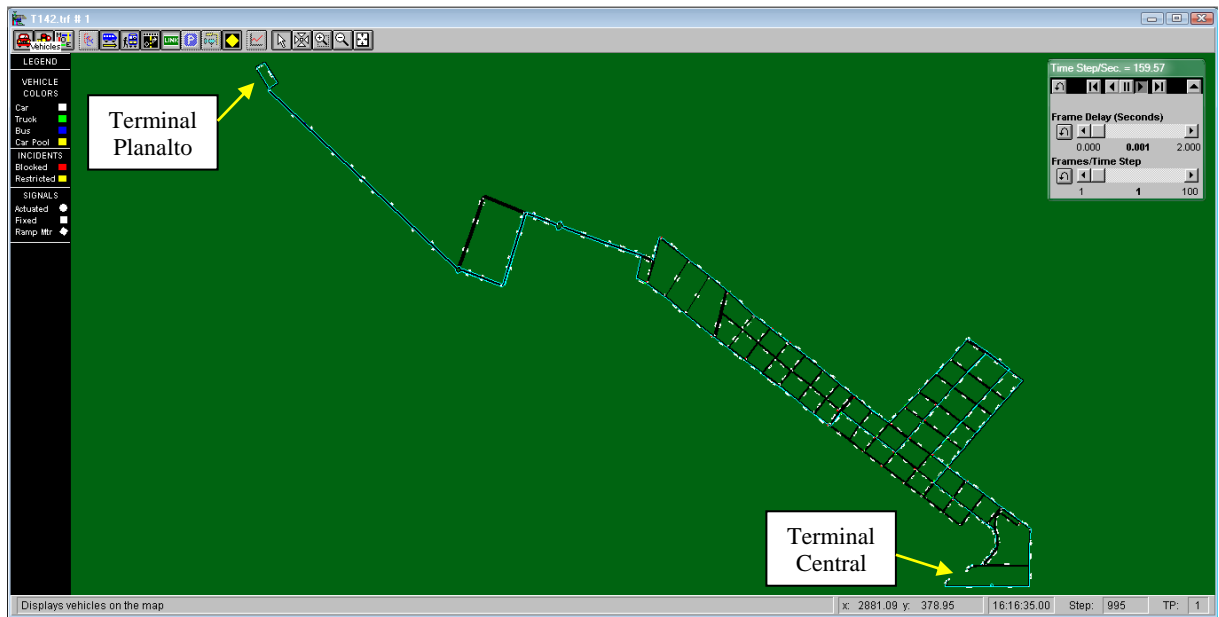 T142.tif # 1
Vehicles
LINK
LEGEND
VEHICLE
COLORS
Car
Truck
Bus
Car Pool
INCIDENTS
Blocked
Restricted
SIGNALS
Actuated
Fixed
Ramp Mtr
Terminal
Planalto
Time Step/Sec. = 159.57
Frame Delay (Seconds)
0.000 0.001 2.000
Frames/Time Step
1 1 100
Terminal
Central
Displays vehicles on the map
x: 2881.09 y: 378.95
16:16:35.00
Step: 995
TP: 1